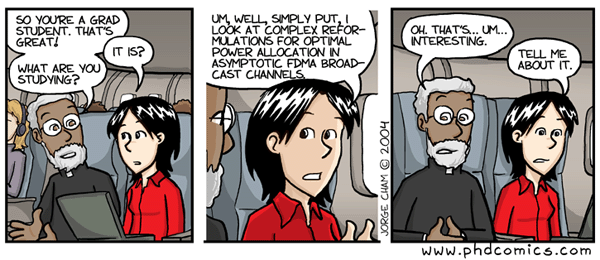 SO YOU'RE A GRAD
STUDENT. THAT'S
GREAT!
IT IS?
WHAT ARE YOU
STUDYING?
UM, WELL, SIMPLY PUT, I
LOOK AT COMPLEX REFOR-
MULATIONS FOR OPTIMAL
POWER ALLOCATION IN
ASYMPTOTIC FDMA BROAD-
CAST CHANNELS.
JORGE CHAM © 2004
OH. THAT'S... UM...
INTERESTING.
TELL ME
ABOUT IT.
www.phdcomics.com